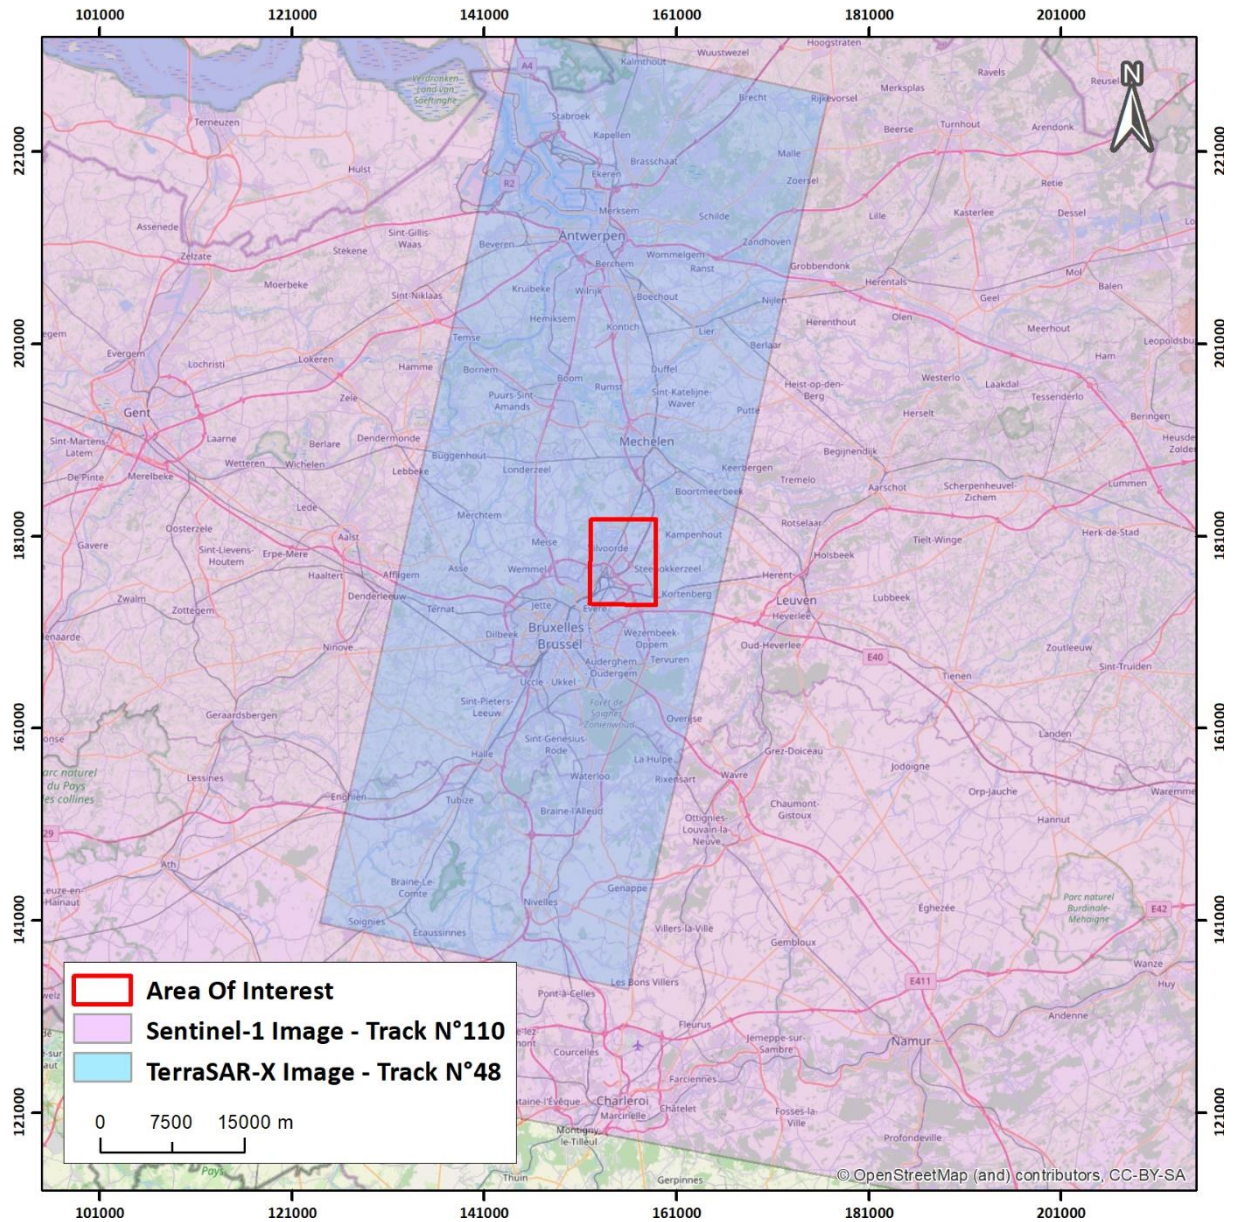 101000 121000 141000 161000 181000 201000
N
Hoogstraten
Wuustwezel
Kalmthout
A4
Ravels
Reusel
Verdronken
Land van
Saeftinghe
Merksplas
Brecht
Rijkevorsel
Terneuzen
Stabroek
Kapellen
Beerse
Turnhout
Arendonk
221000
221000
Brasschaat
Malle
Hulst
Ekeren
Zoersel
Retie
R2
Merksem
Schilde
Lille
Kasterlee
Dessel
Assenede
Sint-Gillis-
Waas
Antwerpen
Beveren
Zandhoven
Stekene
Zelzate
Wommelgem
Berchem
Ranst
Grobbendonk
Mol
Moerbeke
Kruibeke
Wilrijk
Boechout
Herentals
Balen
Sint-Niklaas
Nijlen
Geel
Hemiksem
Kontich
Lier
Herenthout
Olen
Meerhout
Temse
201000
201000
Evergem
Lochristi
Lokeren
Hamme
Berlaar
Ham
Bornem
Boom
Rumst
Duffel
Westerlo
Laakdal
Tessenderlo
Zele
Puurs-Sint-
Amands
Sint-Katelijne-
Waver
Heist-op-den-
Berg
Gent
Putte
Herselt
Beringen
Sint-Martens-
Latem
Laarne
Berlare
Dendermonde
Mechelen
Begijnendijk
De Pinte
Merelbeke
Wetteren
Wichelen
Lebbeke
Buggenhout
Londerzeel
Keerbergen
Tremelo
Aarschot
Scherpenheuvel-
Zichem
Lummen
Boortmeerbeek
Lede
Merchtem
Rotselaar
Oosterzele
181000
181000
Gavere
Sint-Lievens-
Houtem
Erpe-Mere
Aalst
Meise
Kampenhout
Tielt-Winge
Herk-de-Stad
Holsbeek
Haaltert
Affligem
Asse
Wemmel
Herent
Zwalm
Zottegem
Denderleeuw
Ternat
Jette
Evere
Kortenberg
Leuven
Lubbeek
Heverlee
Dilbeek
Bruxelles -
Brussel
Wezembeek-
Oppem
Oud-Heverlee
Zoutleeuw
Ninove
Auderghem
Oudergem
Tervuren
E40
Sint-Truiden
Uccle - Ukkel
Tienen
Sint-Pieters-
Leeuw
Forêt de
Soignes
Zoniënwoud
Geraardsbergen
Overijse
161000
161000
Landen
Sint-Genesius-
Rode
Grez-Doiceau
Halle
La Hulpe
Jodoigne
Lessines
Waterloo
Rixensart
Wavre
Orp-Jauche
Waremme
Enghien
Tubize
Braine-l'Alleud
Chaumont-
Gistoux
Ottignies-
Louvain-la-
Neuve
Hannut
Ath
Braine-Le-
Comte
Genappe
Nivelles
Parc naturel
Burdinale-
Mehaigne
Éghezée
E42
141000
141000
Soignies
Écaussinnes
Villers-la-Ville
Gembloux
Wanze
Huy
Les Bons Villers
E411
Pont-à-Celles
Andenne
Fleurus
Jemeppe-sur-
Sambre
Namur
Courcelles
Farciennes
Charleroi
Marcinelle
Châtelet
Fosses-la-
Ville
121000
121000
Profondeville
Montigny-
le-Tilleul
Thuin
Gerpinnes
Area Of Interest
Sentinel-1 Image - Track N°110
TerraSAR-X Image - Track N°48
0 7500 15000 m
© OpenStreetMap (and) contributors, CC-BY-SA
101000 121000 141000 161000 181000 201000